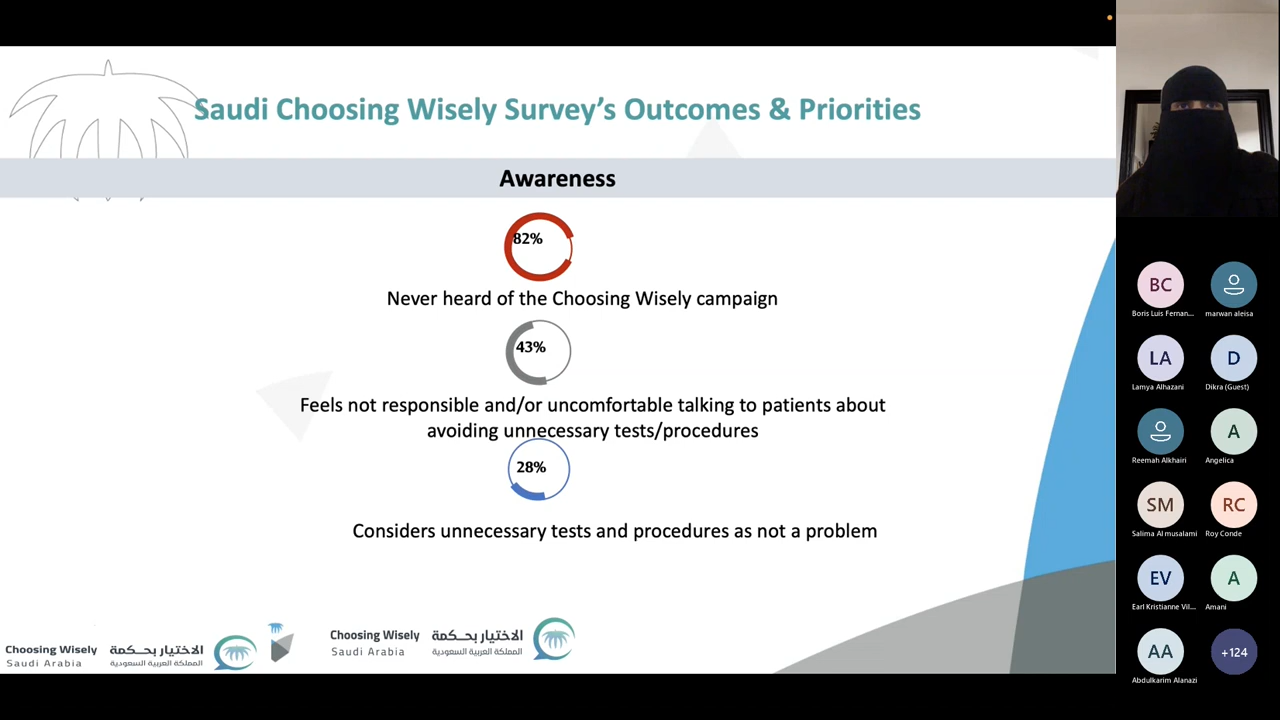 Saudi Choosing Wisely Survey's Outcomes & Priorities
Awareness
82%
Never heard of the Choosing Wisely campaign
43%
Feels not responsible and/or uncomfortable talking to patients about
avoiding unnecessary tests/procedures
28%
Considers unnecessary tests and procedures as not a problem
Choosing Wisely
Saudi Arabia
الاختيار بحكمة
المملكة العربية السعودية
Choosing Wisely
Saudi Arabia
الاختيار بحكمة
المملكة العربية السعودية
BC
Boris Luis Fernan...
marwan aleisa
LA
Lamya Alhazani
D
Dikra (Guest)
Reemah Alkhairi
A
Angelica
SM
Salima Al musalami
RC
Roy Conde
EV
Earl Kristianne Vil...
A
Amani
AA
Abdulkarim Alanazi
+124